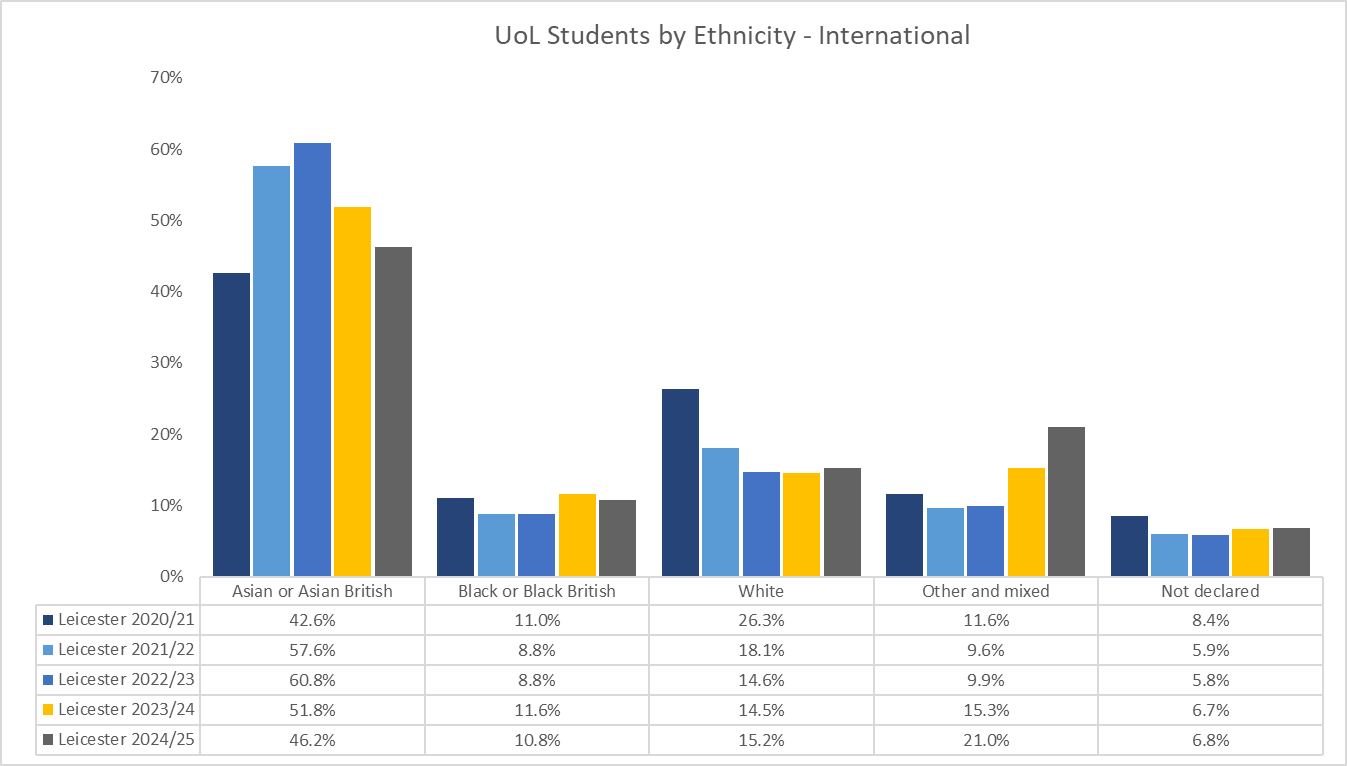 UoL Students by Ethnicity - International
70%
60%
50%
40%
30%
20%
10%
0%
Asian or Asian British Black or Black British White Other and mixed Not declared
Leicester 2020/21 42.6% 11.0% 26.3% 11.6% 8.4%
Leicester 2021/22 57.6% 8.8% 18.1% 9.6% 5.9%
Leicester 2022/23 60.8% 8.8% 14.6% 9.9% 5.8%
Leicester 2023/24 51.8% 11.6% 14.5% 15.3% 6.7%
Leicester 2024/25 46.2% 10.8% 15.2% 21.0% 6.8%